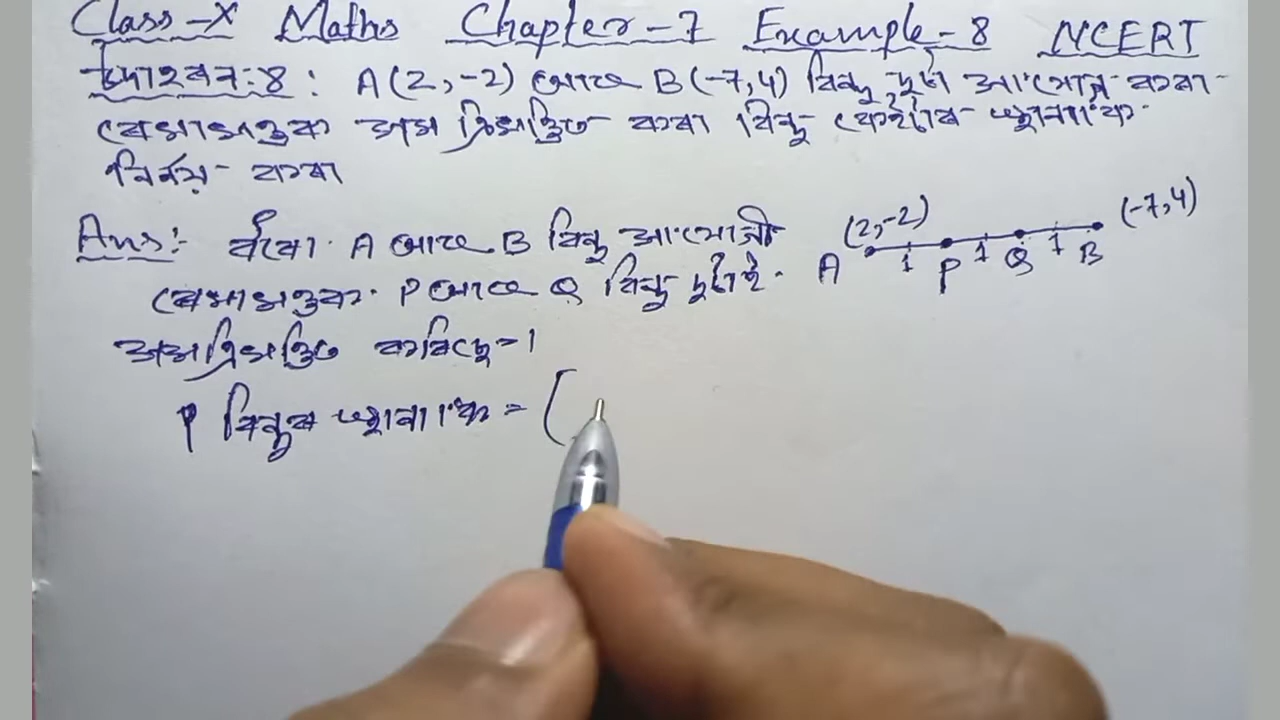 Class-X Maths Chapter-7 Example-8 NCERT
উদাহৰণ:8: A(2,-2) আৰু B(-7,4) বিন্দু দুটা সংযোগ কৰা
ৰেখাখণ্ডক সম ত্ৰিখণ্ডিত কৰা বিন্দু কেইটাৰ স্থানাংক
নিৰ্ণয় কৰা
Ans:- ধৰো A আৰু B বিন্দু সংযোগী
(2,-2) (-7,4)
A 1 P 1 Q 1 B
ৰেখাখণ্ডক P আৰু Q বিন্দু দুটাই
সমত্ৰিখণ্ডিত কৰিছে।
P বিন্দুৰ স্থানাংক = (